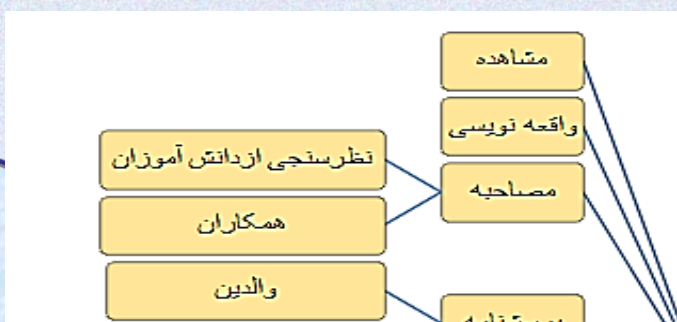 مشاهده
واقعه نویسی
مصاحبه
نظرسنجی ازدانش آموزان
همکاران
والدین